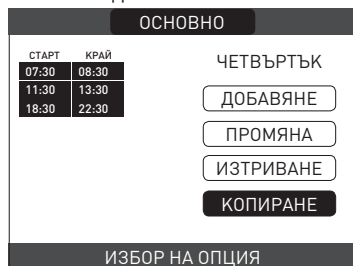 ОСНОВНО
СТАРТ КРАЙ
07:30 08:30
11:30 13:30
18:30 22:30
ЧЕТВЪРТЪК
ДОБАВЯНЕ
ПРОМЯНА
ИЗТРИВАНЕ
КОПИРАНЕ
ИЗБОР НА ОПЦИЯ